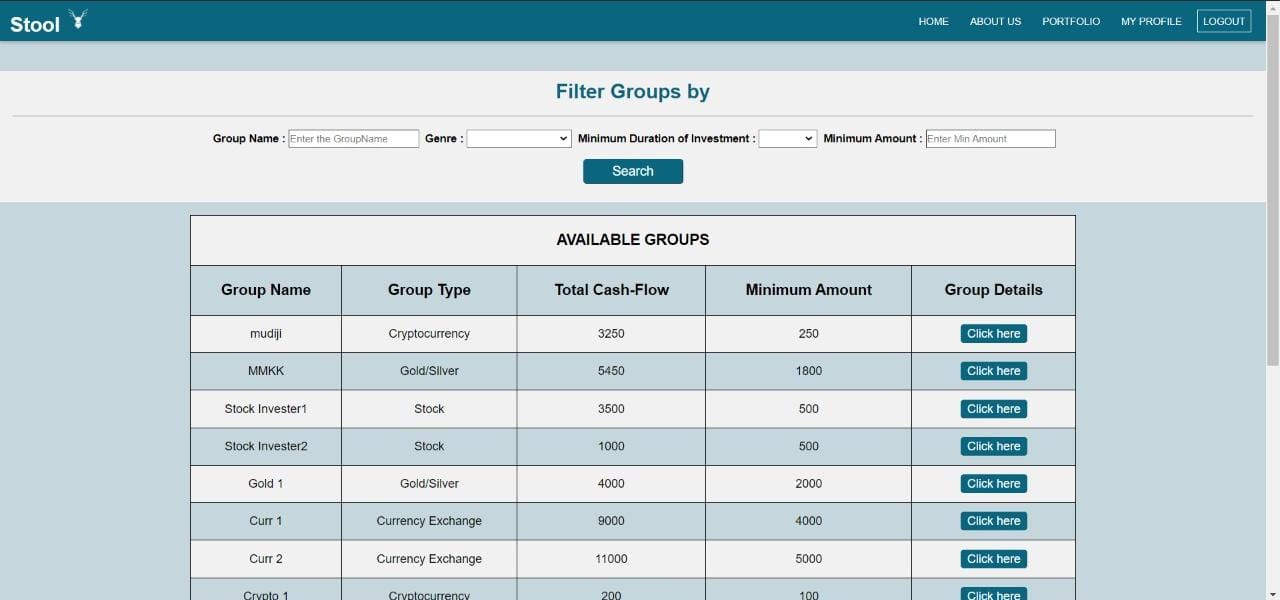 Stool HOME ABOUT US PORTFOLIO MY PROFILE LOGOUT
Filter Groups by
Group Name : Enter the GroupName Genre : Minimum Duration of Investment : Minimum Amount : Enter Min Amount
Search
AVAILABLE GROUPS
Group Name Group Type Total Cash-Flow Minimum Amount Group Details
mudiji Cryptocurrency 3250 250 Click here
MMKK Gold/Silver 5450 1800 Click here
Stock Invester1 Stock 3500 500 Click here
Stock Invester2 Stock 1000 500 Click here
Gold 1 Gold/Silver 4000 2000 Click here
Curr 1 Currency Exchange 9000 4000 Click here
Curr 2 Currency Exchange 11000 5000 Click here
Crypto 1 Cryptocurrency 200 100 Click here